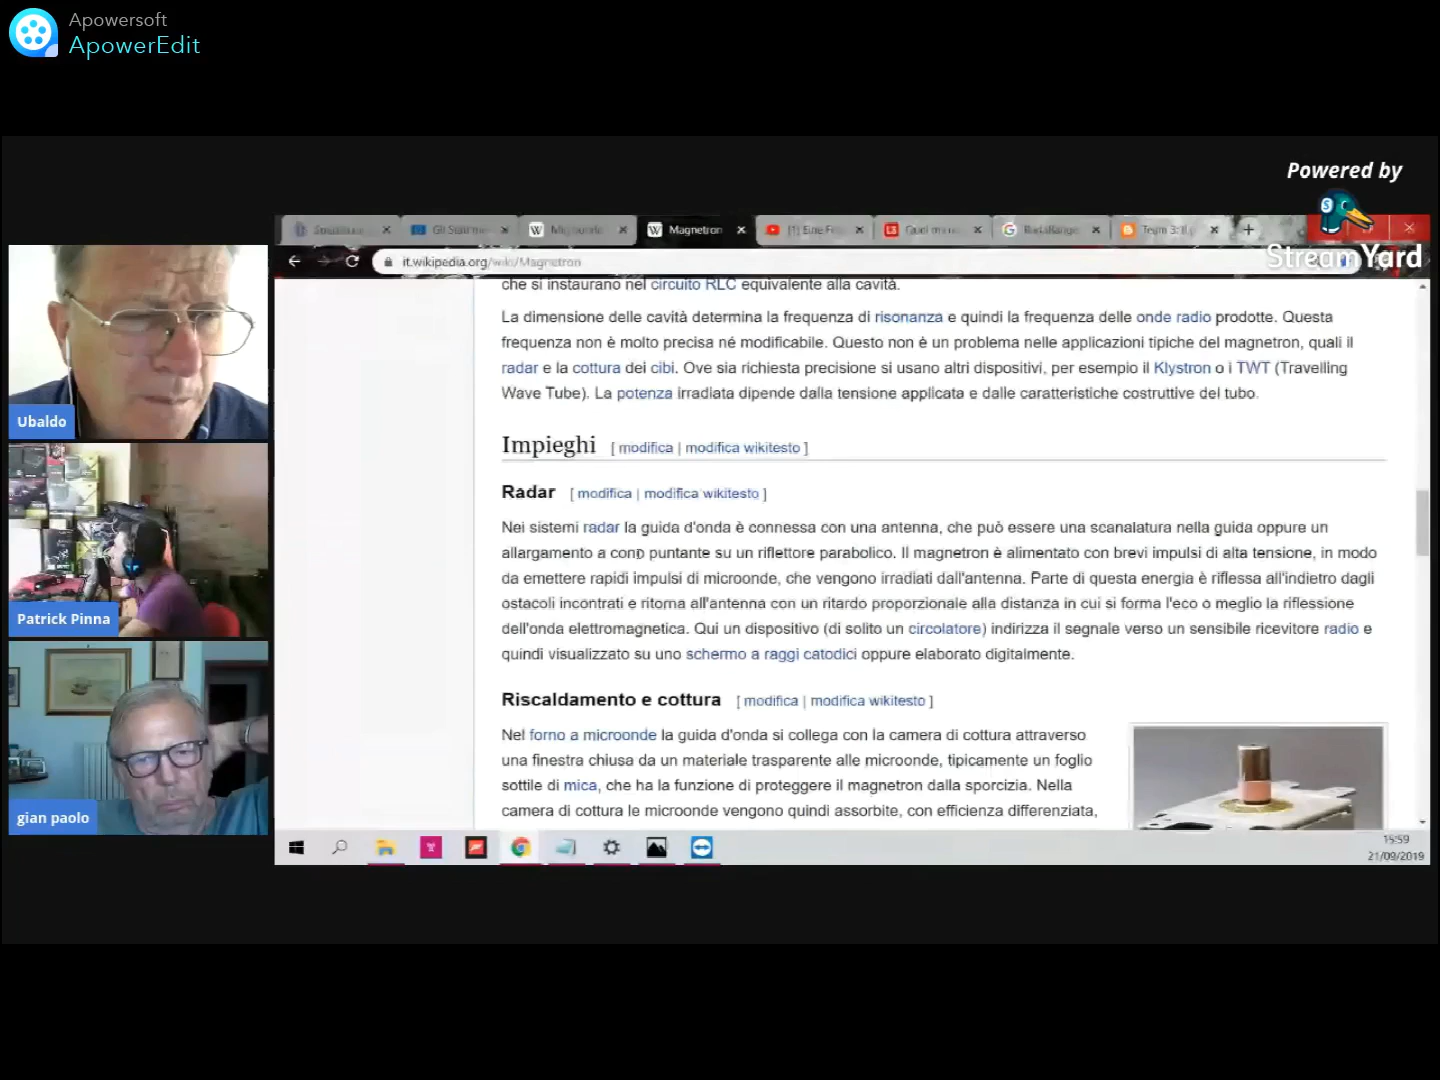 Apowersoft
ApowerEdit
Powered by
StreamYard
Magnetron
it.wikipedia.org/wiki/Magnetron
che si instaurano nel circuito RLC equivalente alla cavità.
La dimensione delle cavità determina la frequenza di risonanza e quindi la frequenza delle onde radio prodotte. Questa
frequenza non è molto precisa né modificabile. Questo non è un problema nelle applicazioni tipiche del magnetron, quali il
radar e la cottura dei cibi. Ove sia richiesta precisione si usano altri dispositivi, per esempio il Klystron o i TWT (Travelling
Wave Tube). La potenza irradiata dipende dalla tensione applicata e dalle caratteristiche costruttive del tubo.
Impieghi [ modifica | modifica wikitesto ]
Radar [ modifica | modifica wikitesto ]
Nei sistemi radar la guida d'onda è connessa con una antenna, che può essere una scanalatura nella guida oppure un
allargamento a cono puntante su un riflettore parabolico. Il magnetron è alimentato con brevi impulsi di alta tensione, in modo
da emettere rapidi impulsi di microonde, che vengono irradiati dall'antenna. Parte di questa energia è riflessa all'indietro dagli
ostacoli incontrati e ritorna all'antenna con un ritardo proporzionale alla distanza in cui si forma l'eco o meglio la riflessione
dell'onda elettromagnetica. Qui un dispositivo (di solito un circolatore) indirizza il segnale verso un sensibile ricevitore radio e
quindi visualizzato su uno schermo a raggi catodici oppure elaborato digitalmente.
Riscaldamento e cottura [ modifica | modifica wikitesto ]
Nel forno a microonde la guida d'onda si collega con la camera di cottura attraverso
una finestra chiusa da un materiale trasparente alle microonde, tipicamente un foglio
sottile di mica, che ha la funzione di proteggere il magnetron dalla sporcizia. Nella
camera di cottura le microonde vengono quindi assorbite, con efficienza differenziata,
15:59
21/09/2019
Ubaldo
Patrick Pinna
gian paolo